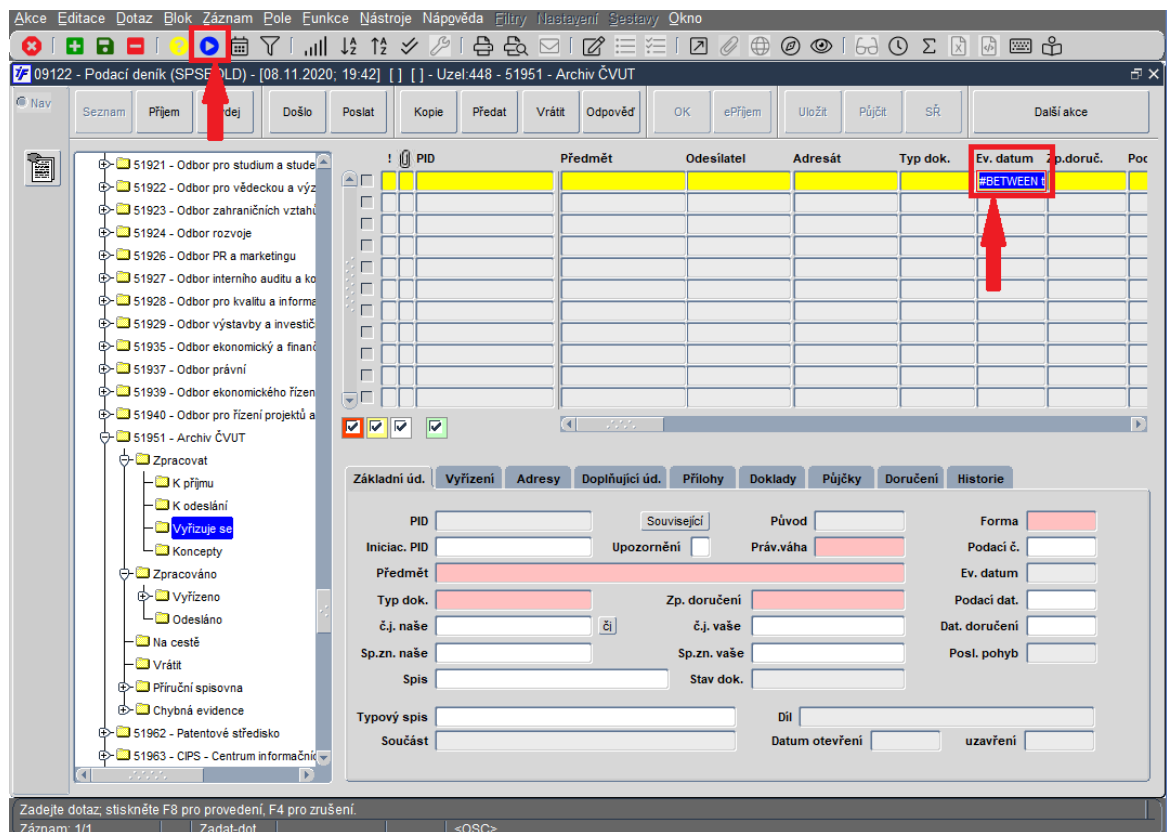 Akce Editace Dotaz Blok Záznam Pole Funkce Nástroje Nápověda Filtry Nastavení Sestavy Okno
09122 - Podací deník (SPSE OLD) - [08.11.2020; 19:42] [ ] [ ] - Uzel:448 - 51951 - Archiv ČVUT
Nav
Seznam Příjem dej Došlo Poslat Kopie Předat Vrátit Odpověď OK ePříjem Uložit Půjčit SŘ Další akce
! PID Předmět Odesílatel Adresát Typ dok. Ev. datum Zp.doruč. Poc
#BETWEEN t
51921 - Odbor pro studium a stude
51922 - Odbor pro vědeckou a výz
51923 - Odbor zahraničních vztahů
51924 - Odbor rozvoje
51926 - Odbor PR a marketingu
51927 - Odbor interního auditu a ko
51928 - Odbor pro kvalitu a informa
51929 - Odbor výstavby a investič
51935 - Odbor ekonomický a finanč
51937 - Odbor právní
51939 - Odbor ekonomického řízen
51940 - Odbor pro řízení projektů a
51951 - Archiv ČVUT
Zpracovat
K příjmu
K odeslání
Vyřizuje se
Koncepty
Zpracováno
Vyřízeno
Odesláno
Na cestě
Vrátit
Příruční spisovna
Chybná evidence
51962 - Patentové středisko
51963 - CIPS - Centrum informačníc
Základní úd. Vyřízení Adresy Doplňující úd. Přílohy Doklady Půjčky Doručení Historie
PID Související Původ Forma
Iniciac. PID Upozornění Práv.váha Podací č.
Předmět Ev. datum
Typ dok. Zp. doručení Podací dat.
č.j. naše čj č.j. vaše Dat. doručení
Sp.zn. naše Sp.zn. vaše Posl. pohyb
Spis Stav dok.
Typový spis Díl
Součást Datum otevření uzavření
Zadejte dotaz; stiskněte F8 pro provedení, F4 pro zrušení.
Záznam: 1/1 Zadat-dot <OSC>